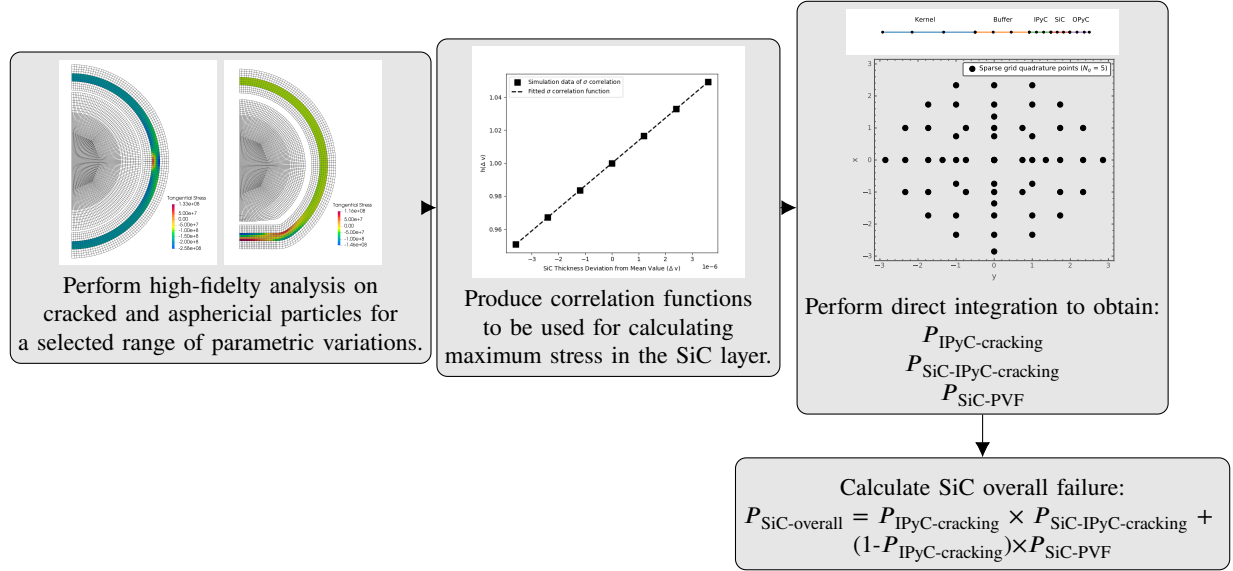 Tangential Stress
1.33e+08
5.00e+7
0.00
-5.00e+7
-1.00e+8
-1.50e+8
-2.00e+8
-2.58e+08
Tangential Stress
1.16e+08
5.00e+7
0.00
-5.00e+7
-1.00e+8
-1.46e+08
Perform high-fidelty analysis on
cracked and asphericial particles for
a selected range of parametric variations.
Simulation data of σ correlation
Fitted σ correlation function
h(Δ v)
1.04
1.02
1.00
0.98
0.96
−3 −2 −1 0 1 2 3
1e−6
SiC Thickness Deviation from Mean Value (Δ v)
Produce correlation functions
to be used for calculating
maximum stress in the SiC layer.
Kernel Buffer IPyC SiC OPyC
Sparse grid quadrature points (Nq = 5)
x
3
2
1
0
−1
−2
−3
−3 −2 −1 0 1 2 3
y
Perform direct integration to obtain:
P_IPyC-cracking
P_SiC-IPyC-cracking
P_SiC-PVF
Calculate SiC overall failure:
P_SiC-overall = P_IPyC-cracking × P_SiC-IPyC-cracking +
(1-P_IPyC-cracking)×P_SiC-PVF